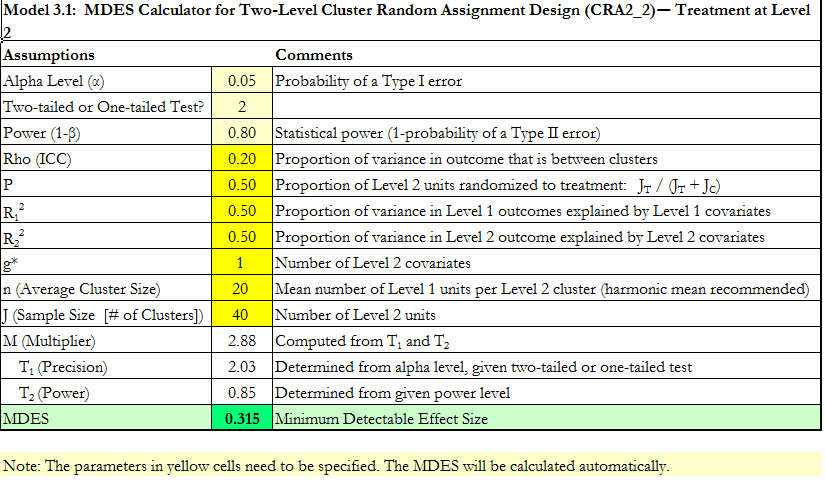 Model 3.1:  MDES Calculator for Two-Level Cluster Random Assignment Design (CRA2_2)— Treatment at Level
2
Assumptions Comments
Alpha Level (α) 0.05 Probability of a Type I error
Two-tailed or One-tailed Test? 2
Power (1-β) 0.80 Statistical power (1-probability of a Type II error)
Rho (ICC) 0.20 Proportion of variance in outcome that is between clusters
P 0.50 Proportion of Level 2 units randomized to treatment:  J_T / (J_T + J_C)
R₁² 0.50 Proportion of variance in Level 1 outcomes explained by Level 1 covariates
R₂² 0.50 Proportion of variance in Level 2 outcome explained by Level 2 covariates
g* 1 Number of Level 2 covariates
n (Average Cluster Size) 20 Mean number of Level 1 units per Level 2 cluster (harmonic mean recommended)
J (Sample Size [# of Clusters]) 40 Number of Level 2 units
M (Multiplier) 2.88 Computed from T₁ and T₂
T₁ (Precision) 2.03 Determined from alpha level, given two-tailed or one-tailed test
T₂ (Power) 0.85 Determined from given power level
MDES 0.315 Minimum Detectable Effect Size
Note: The parameters in yellow cells need to be specified. The MDES will be calculated automatically.